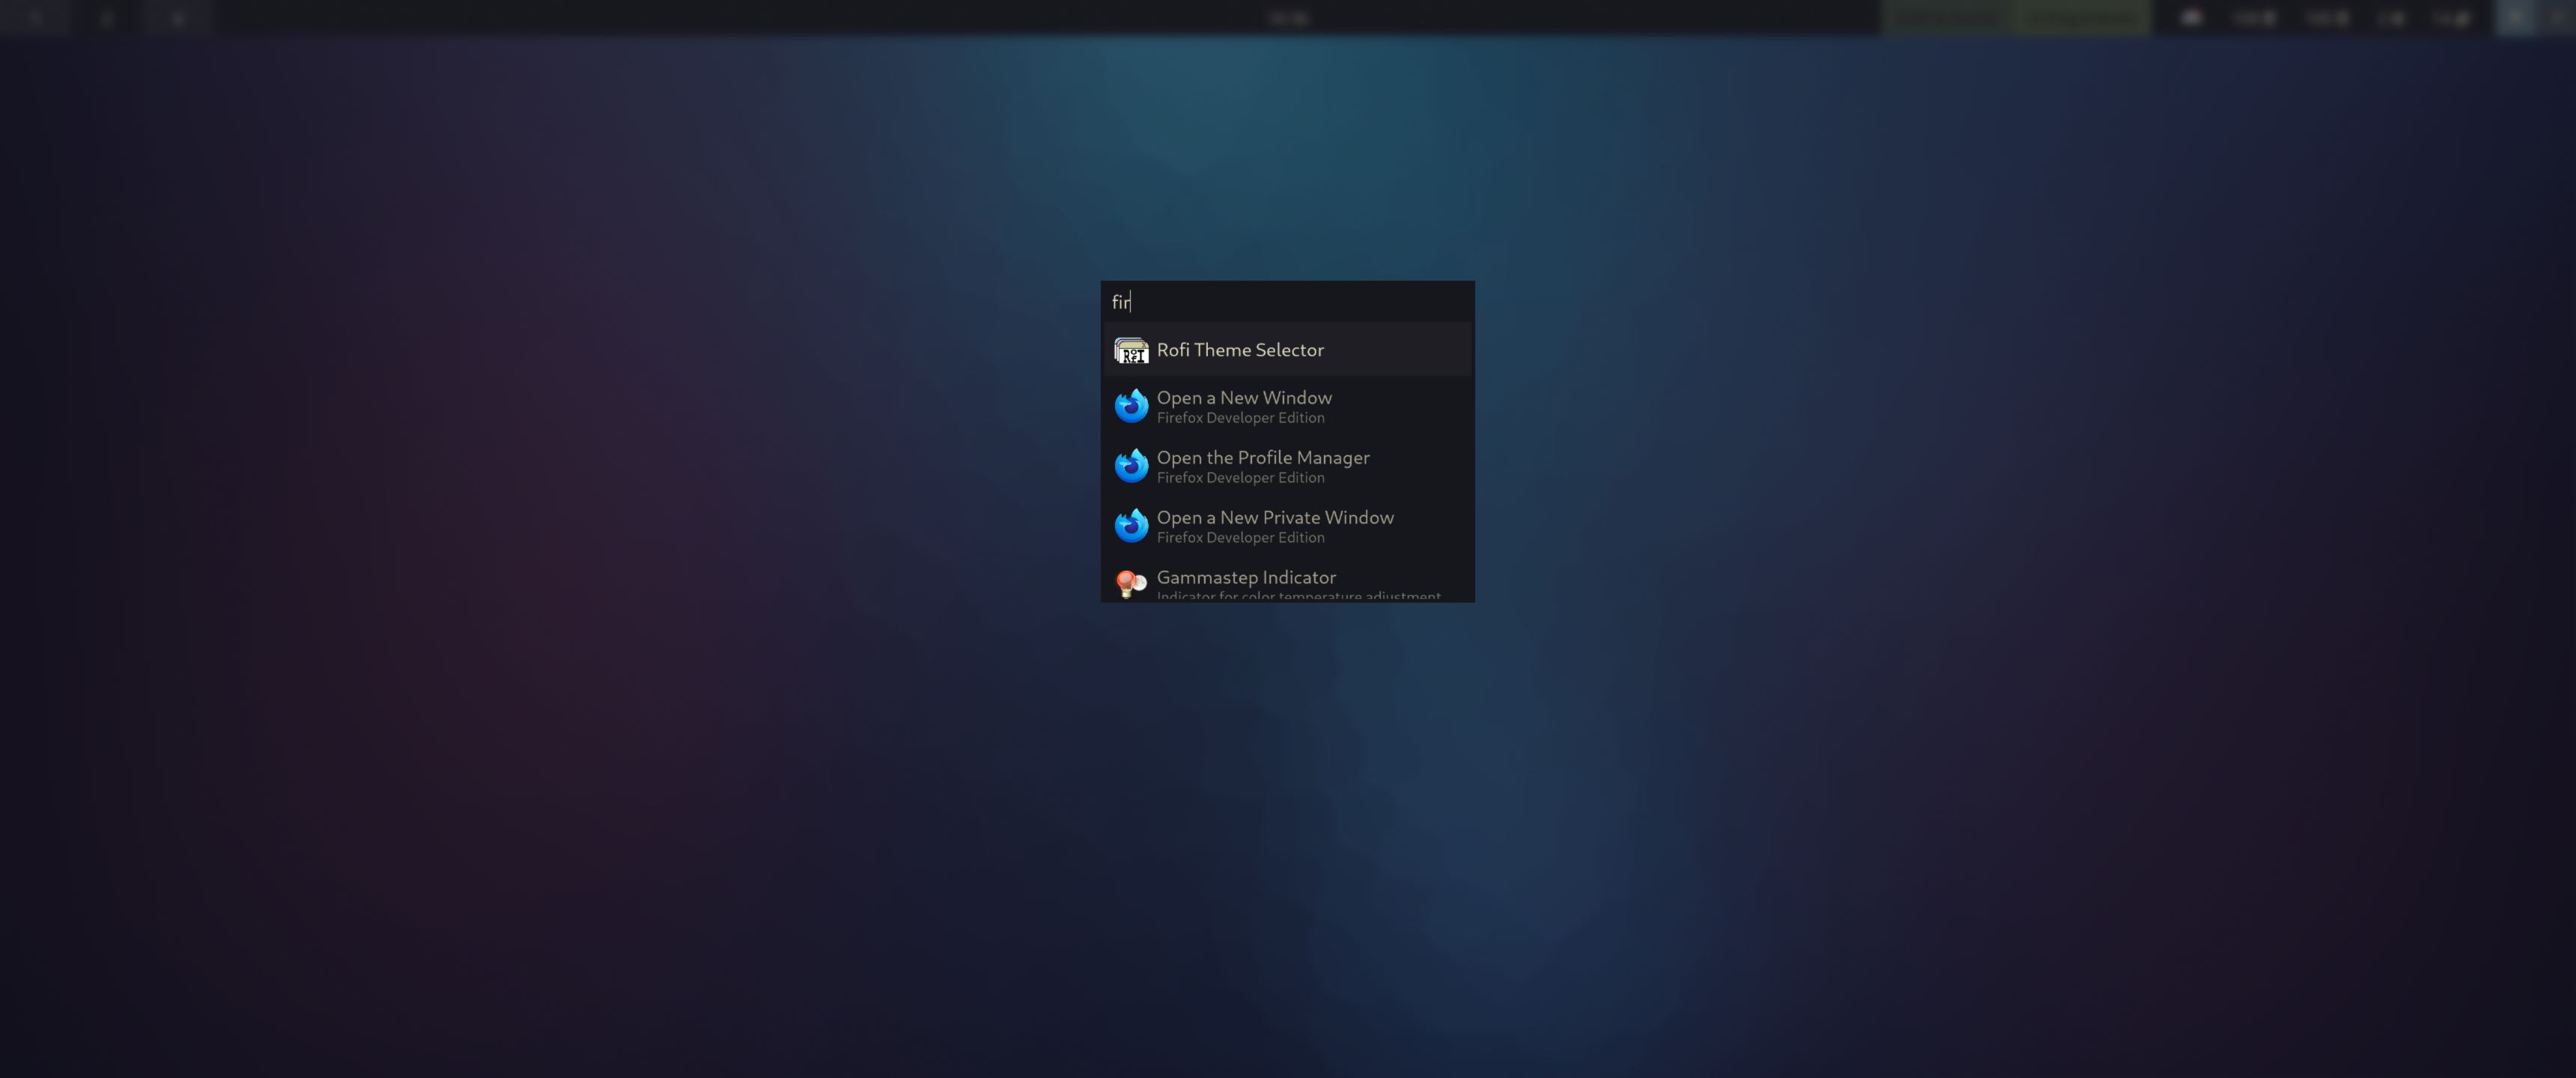 fir
Rofi Theme Selector
Open a New Window
Firefox Developer Edition
Open the Profile Manager
Firefox Developer Edition
Open a New Private Window
Firefox Developer Edition
Gammastep Indicator
Indicator for color temperature adjustment